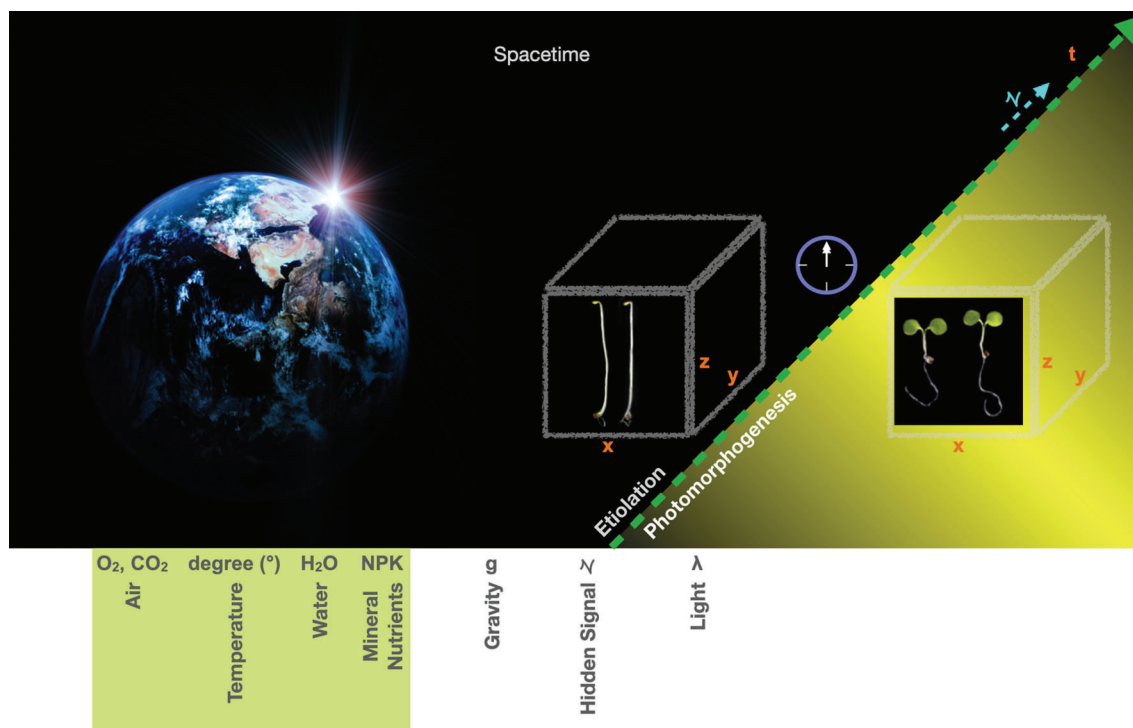 Spacetime
t
z
y
x
z
y
x
Etiolation
Photomorphogenesis
O₂, CO₂
Air
degree (°)
Temperature
H₂O
Water
NPK
Mineral
Nutrients
g
Gravity
Hidden Signal
λ
Light